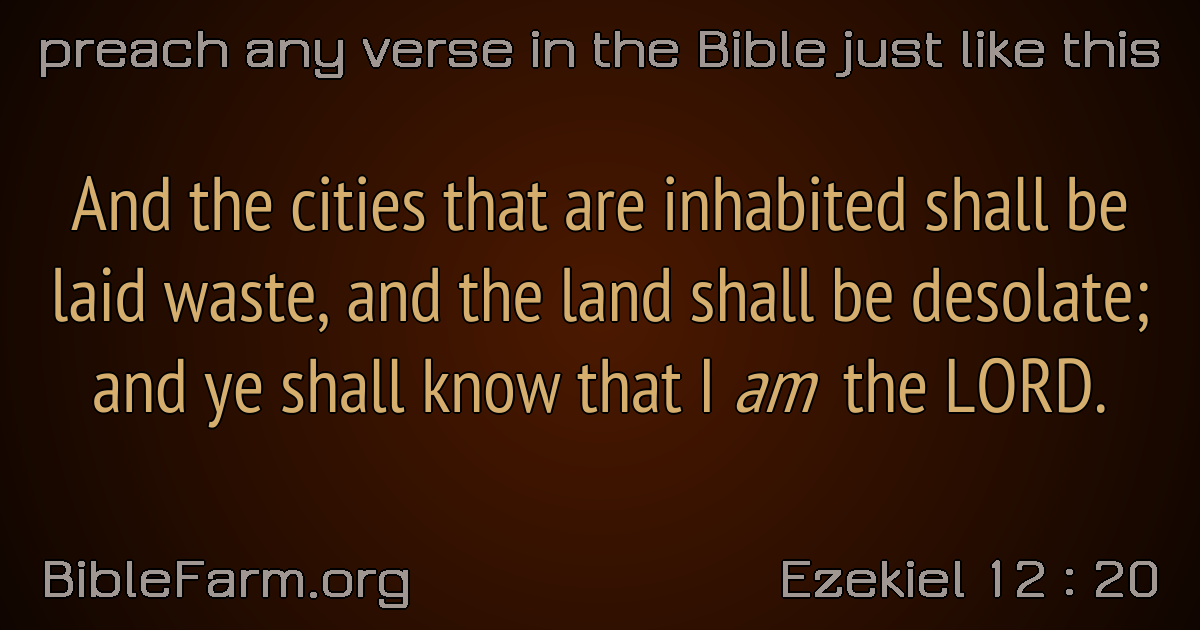 preach any verse in the Bible just like this
And the cities that are inhabited shall be
laid waste, and the land shall be desolate;
and ye shall know that I am the LORD.
BibleFarm.org
Ezekiel 12 : 20